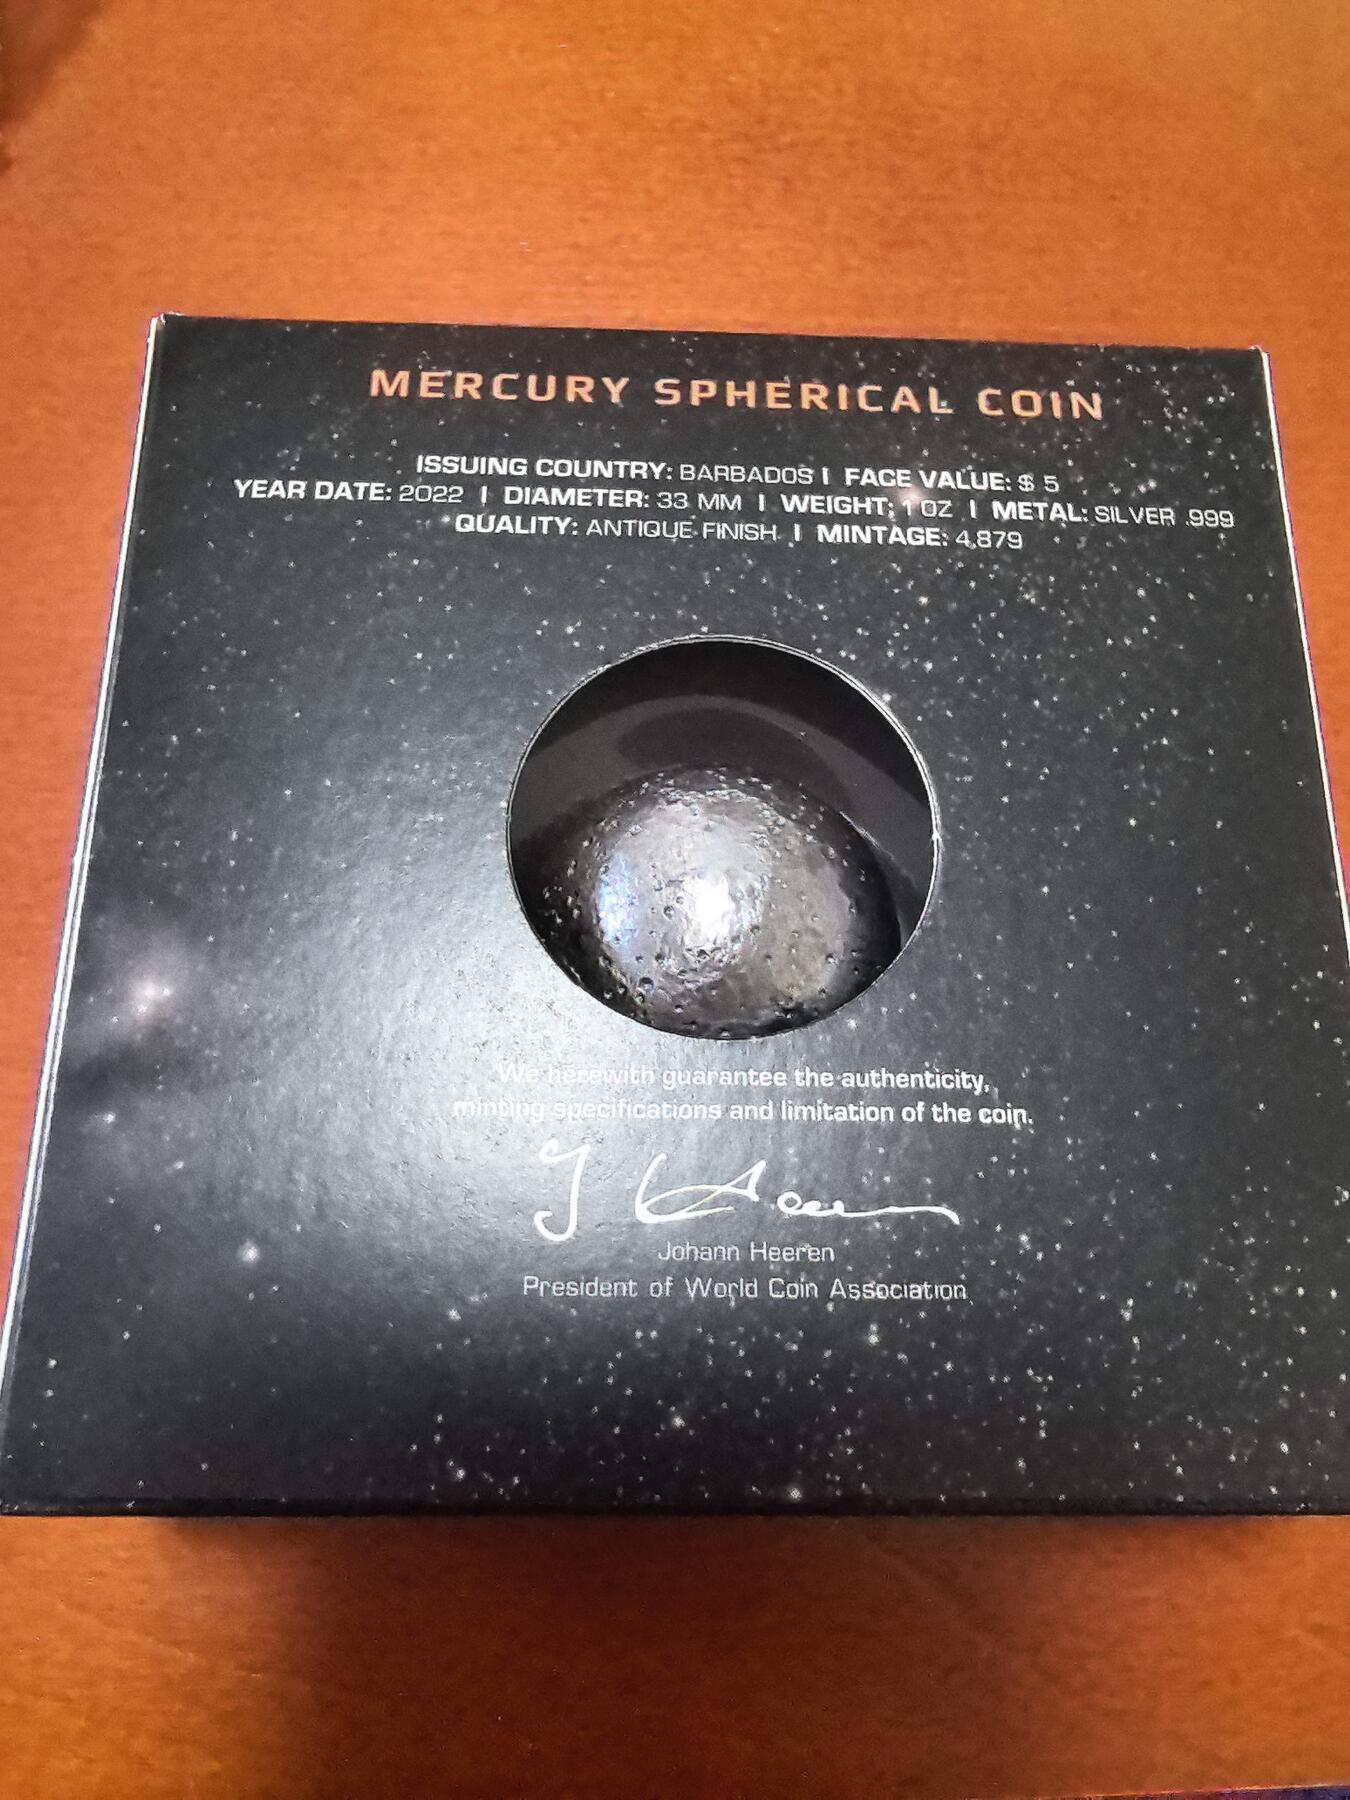 MERCURY SPHERICAL COIN
ISSUING COUNTRY: BARBADOS I FACE VALUE: $ 5
YEAR DATE: 2022 I DIAMETER: 33 MM I WEIGHT: 1 OZ I METAL: SILVER .999
QUALITY: ANTIQUE FINISH I MINTAGE: 4,879
We herewith guarantee the authenticity,
minting specifications and limitation of the coin.
J Heeren
Johann Heeren
President of World Coin Association